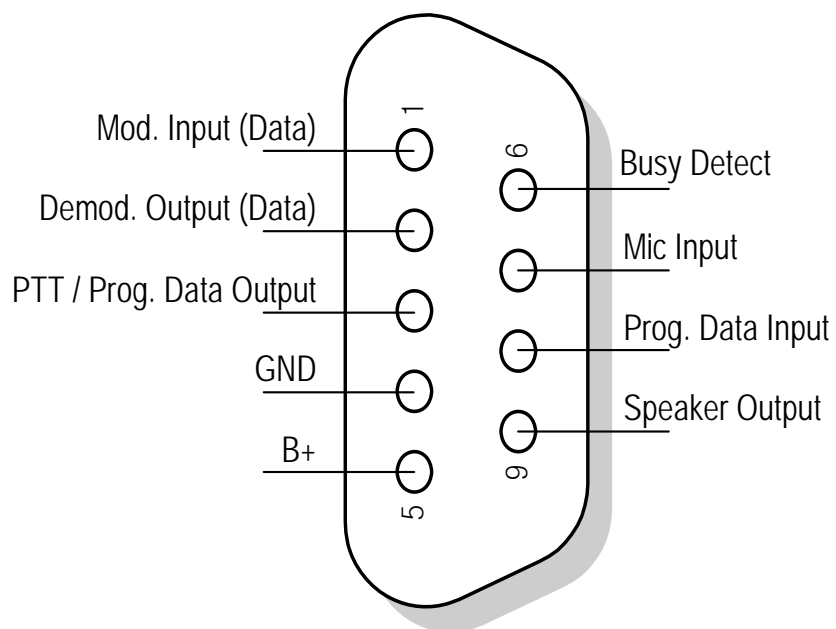 Mod. Input (Data)
Demod. Output (Data)
PTT / Prog. Data Output
GND
B+
1
5
6
9
Busy Detect
Mic Input
Prog. Data Input
Speaker Output